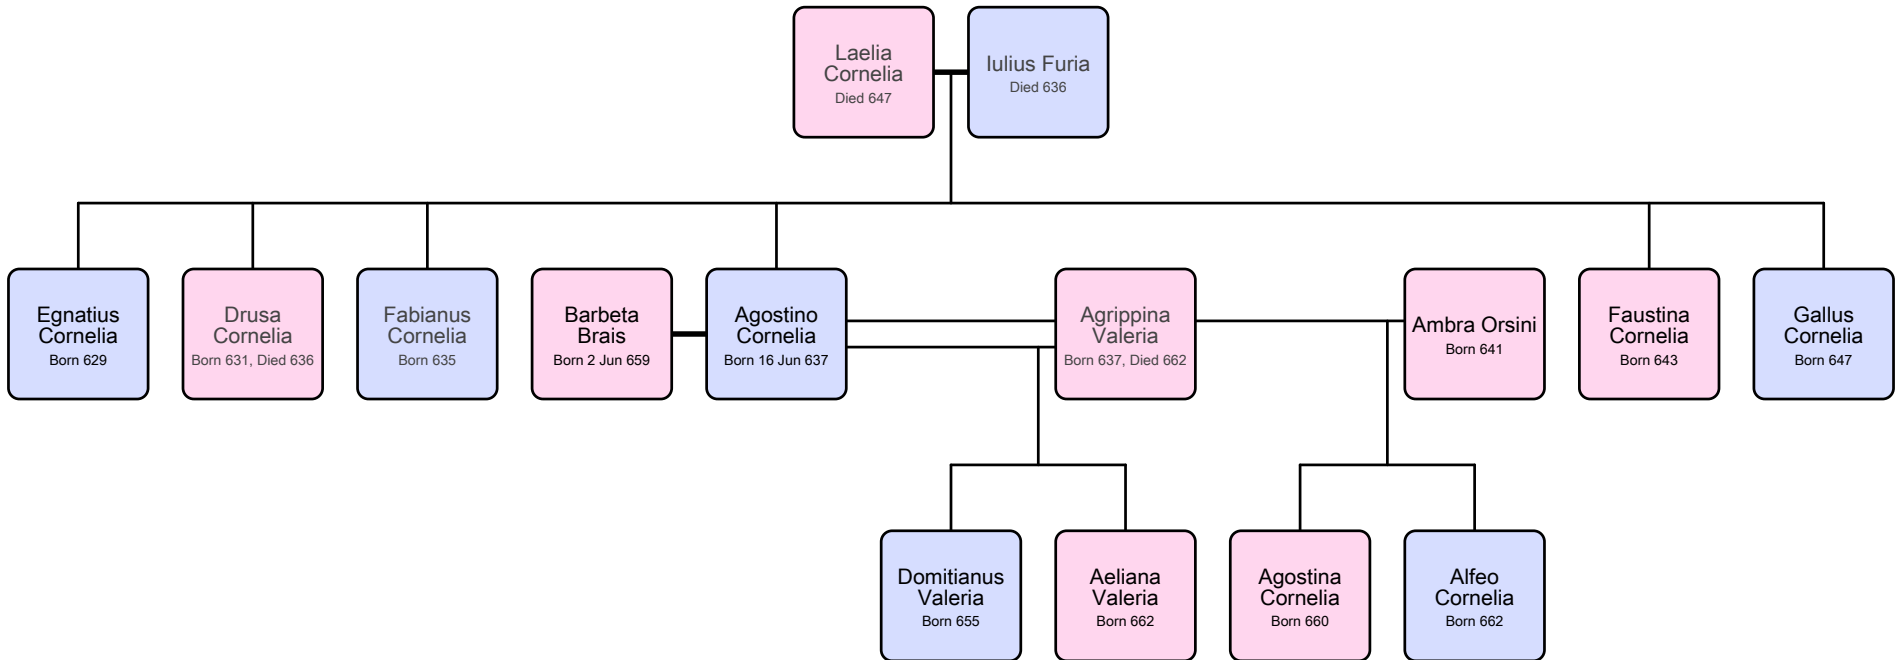 Laelia
Cornelia
Died 647
Iulius Furia
Died 636
Egnatius
Cornelia
Born 629
Drusa
Cornelia
Born 631, Died 636
Fabianus
Cornelia
Born 635
Barbeta
Brais
Born 2 Jun 659
Agostino
Cornelia
Born 16 Jun 637
Agrippina
Valeria
Born 637, Died 662
Ambra Orsini
Born 641
Faustina
Cornelia
Born 643
Gallus
Cornelia
Born 647
Domitianus
Valeria
Born 655
Aeliana
Valeria
Born 662
Agostina
Cornelia
Born 660
Alfeo
Cornelia
Born 662